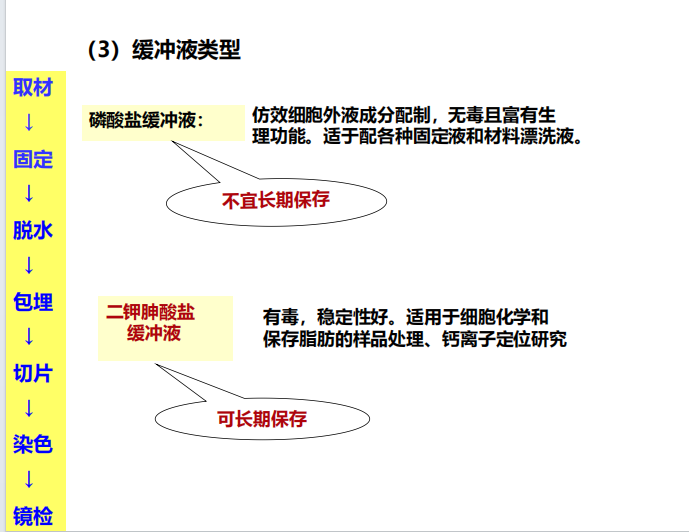 （3）缓冲液类型
取材
↓
固定
↓
脱水
↓
包埋
↓
切片
↓
染色
↓
镜检
磷酸盐缓冲液：
仿效细胞外液成分配制，无毒且富有生
理功能。适于配各种固定液和材料漂洗液。
不宜长期保存
二钾胂酸盐
缓冲液
有毒，稳定性好。适用于细胞化学和
保存脂肪的样品处理、钙离子定位研究
可长期保存